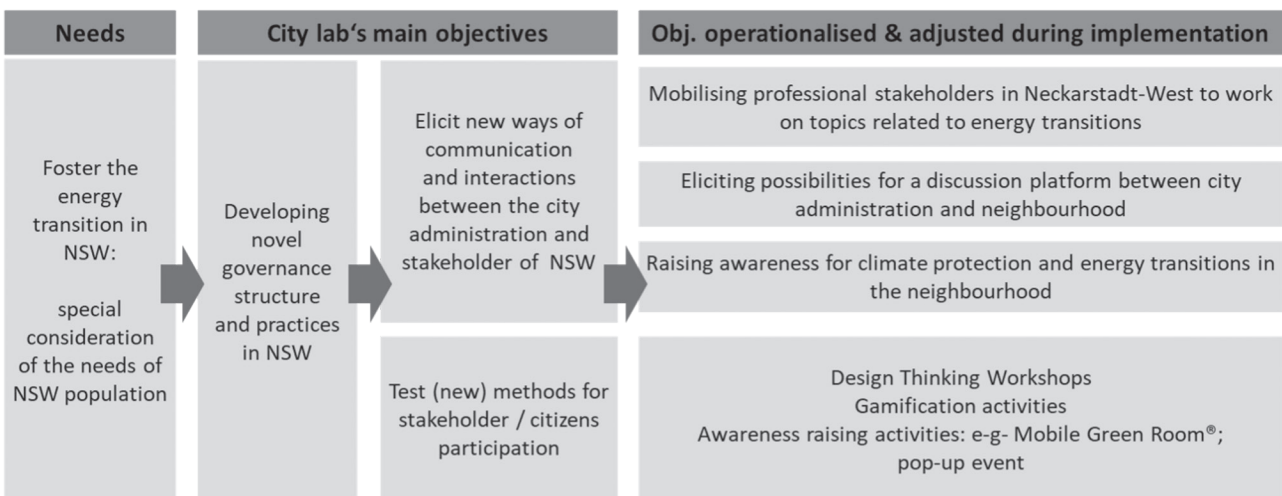 Needs
City lab‘s main objectives
Obj. operationalised & adjusted during implementation
Foster the
energy
transition in
NSW:
special
consideration
of the needs of
NSW population
Developing
novel
governance
structure
and practices
in NSW
Elicit new ways of
communication
and interactions
between the city
administration and
stakeholder of NSW
Test (new) methods for
stakeholder / citizens
participation
Mobilising professional stakeholders in Neckarstadt-West to work
on topics related to energy transitions
Eliciting possibilities for a discussion platform between city
administration and neighbourhood
Raising awareness for climate protection and energy transitions in
the neighbourhood
Design Thinking Workshops
Gamification activities
Awareness raising activities: e-g- Mobile Green Room®;
pop-up event